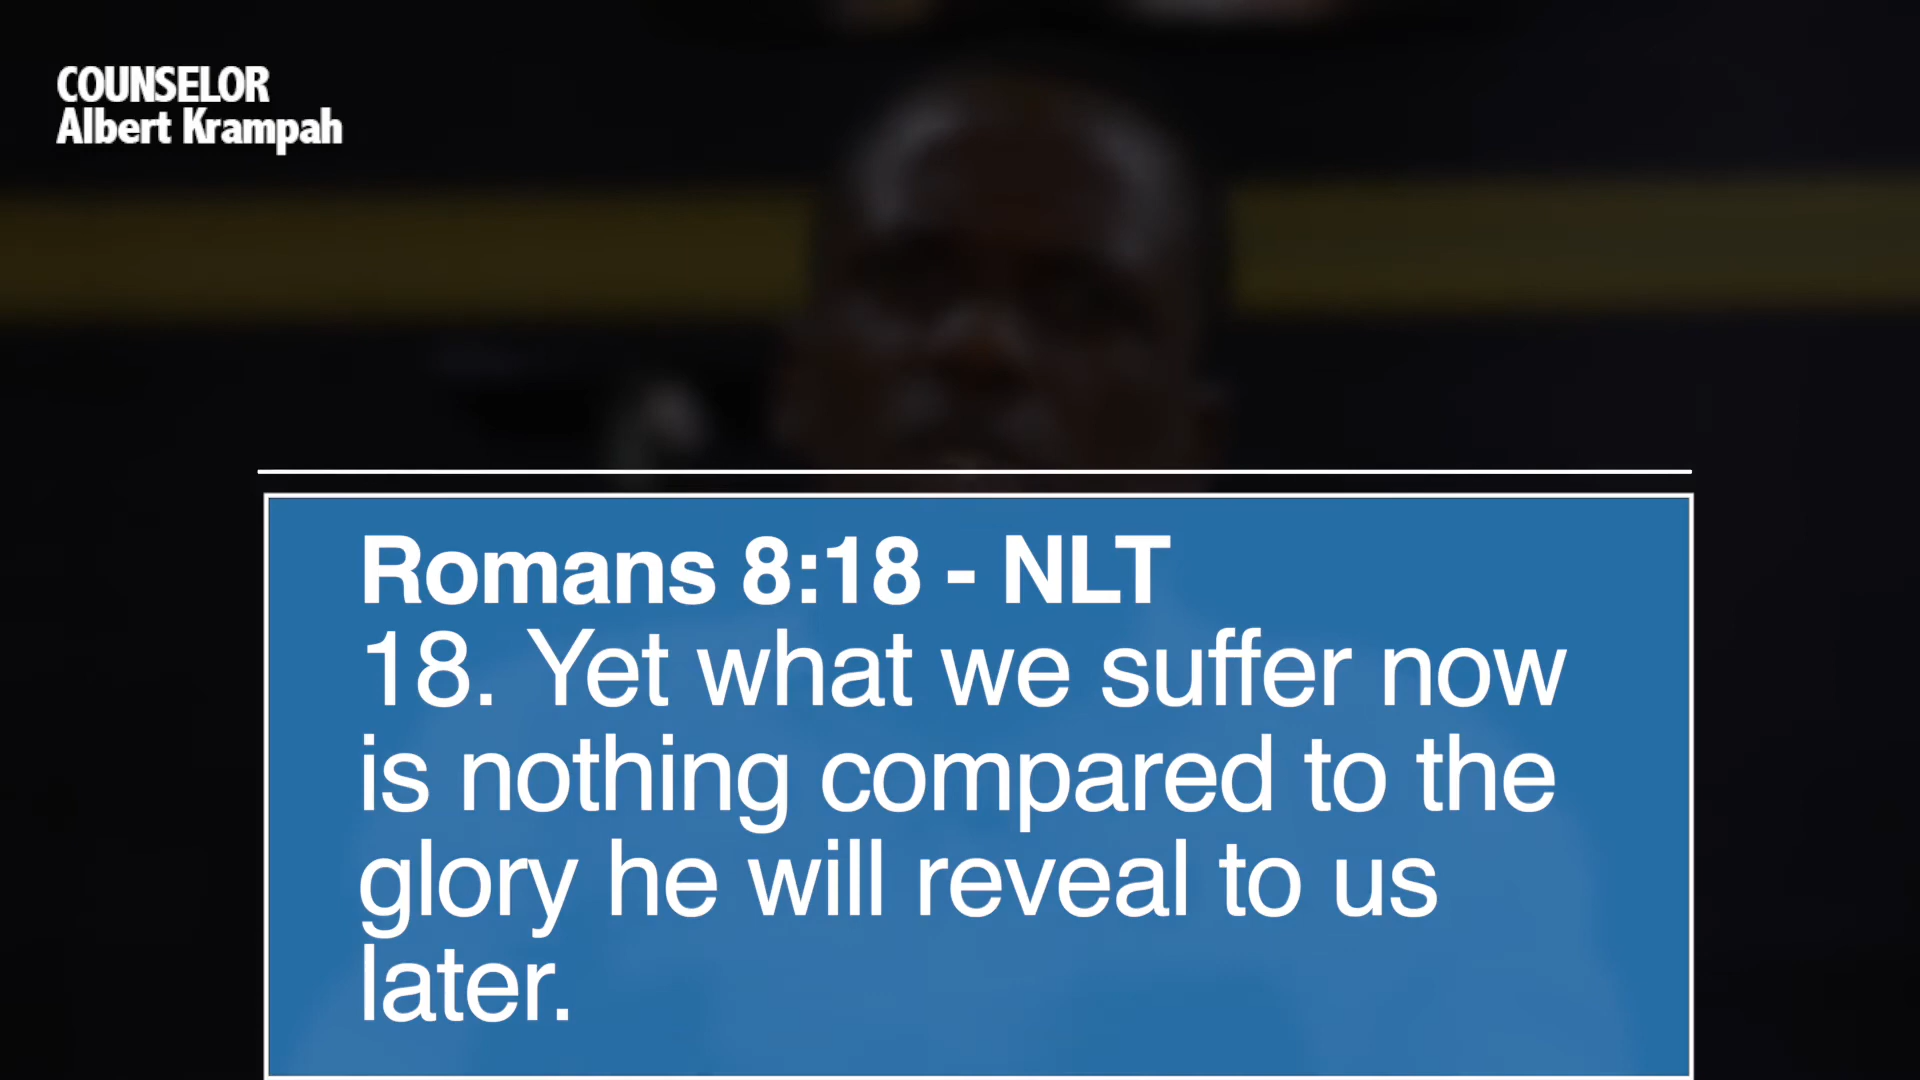 COUNSELOR
Albert Krampah
Romans 8:18 - NLT
18. Yet what we suffer now
is nothing compared to the
glory he will reveal to us
later.